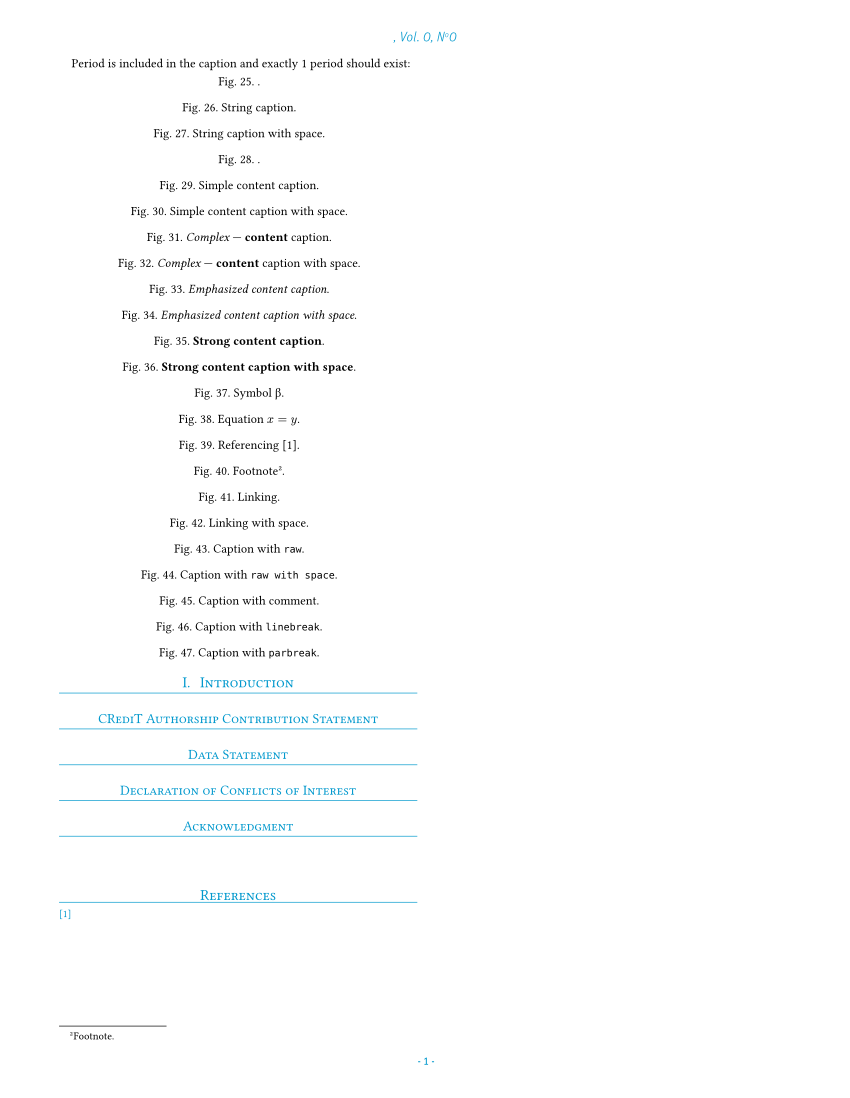 , Vol. 0, Nº0
Period is included in the caption and exactly 1 period should exist:
Fig. 25. .
Fig. 26. String caption.
Fig. 27. String caption with space.
Fig. 28. .
Fig. 29. Simple content caption.
Fig. 30. Simple content caption with space.
Fig. 31. Complex — content caption.
Fig. 32. Complex — content caption with space.
Fig. 33. Emphasized content caption.
Fig. 34. Emphasized content caption with space.
Fig. 35. Strong content caption.
Fig. 36. Strong content caption with space.
Fig. 37. Symbol β.
Fig. 38. Equation x = y.
Fig. 39. Referencing [1].
Fig. 40. Footnote².
Fig. 41. Linking.
Fig. 42. Linking with space.
Fig. 43. Caption with raw.
Fig. 44. Caption with raw with space.
Fig. 45. Caption with comment.
Fig. 46. Caption with linebreak.
Fig. 47. Caption with parbreak.
I. Introduction
CRediT Authorship Contribution Statement
Data Statement
Declaration of Conflicts of Interest
Acknowledgment
References
[1]
²Footnote.
- 1 -